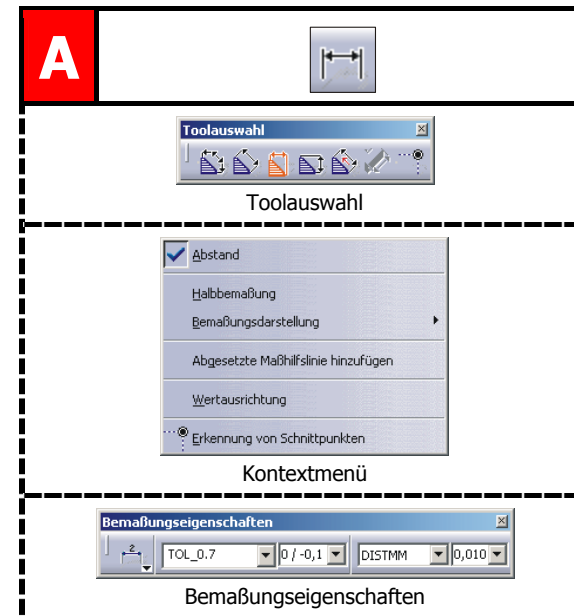 A
Toolauswahl
Toolauswahl
Abstand
Halbbemaßung
Bemaßungsdarstellung
Abgesetzte Maßhilfslinie hinzufügen
Wertausrichtung
Erkennung von Schnittpunkten
Kontextmenü
Bemaßungseigenschaften
2 TOL_0.7 0 / -0,1 DISTMM 0,010
Bemaßungseigenschaften